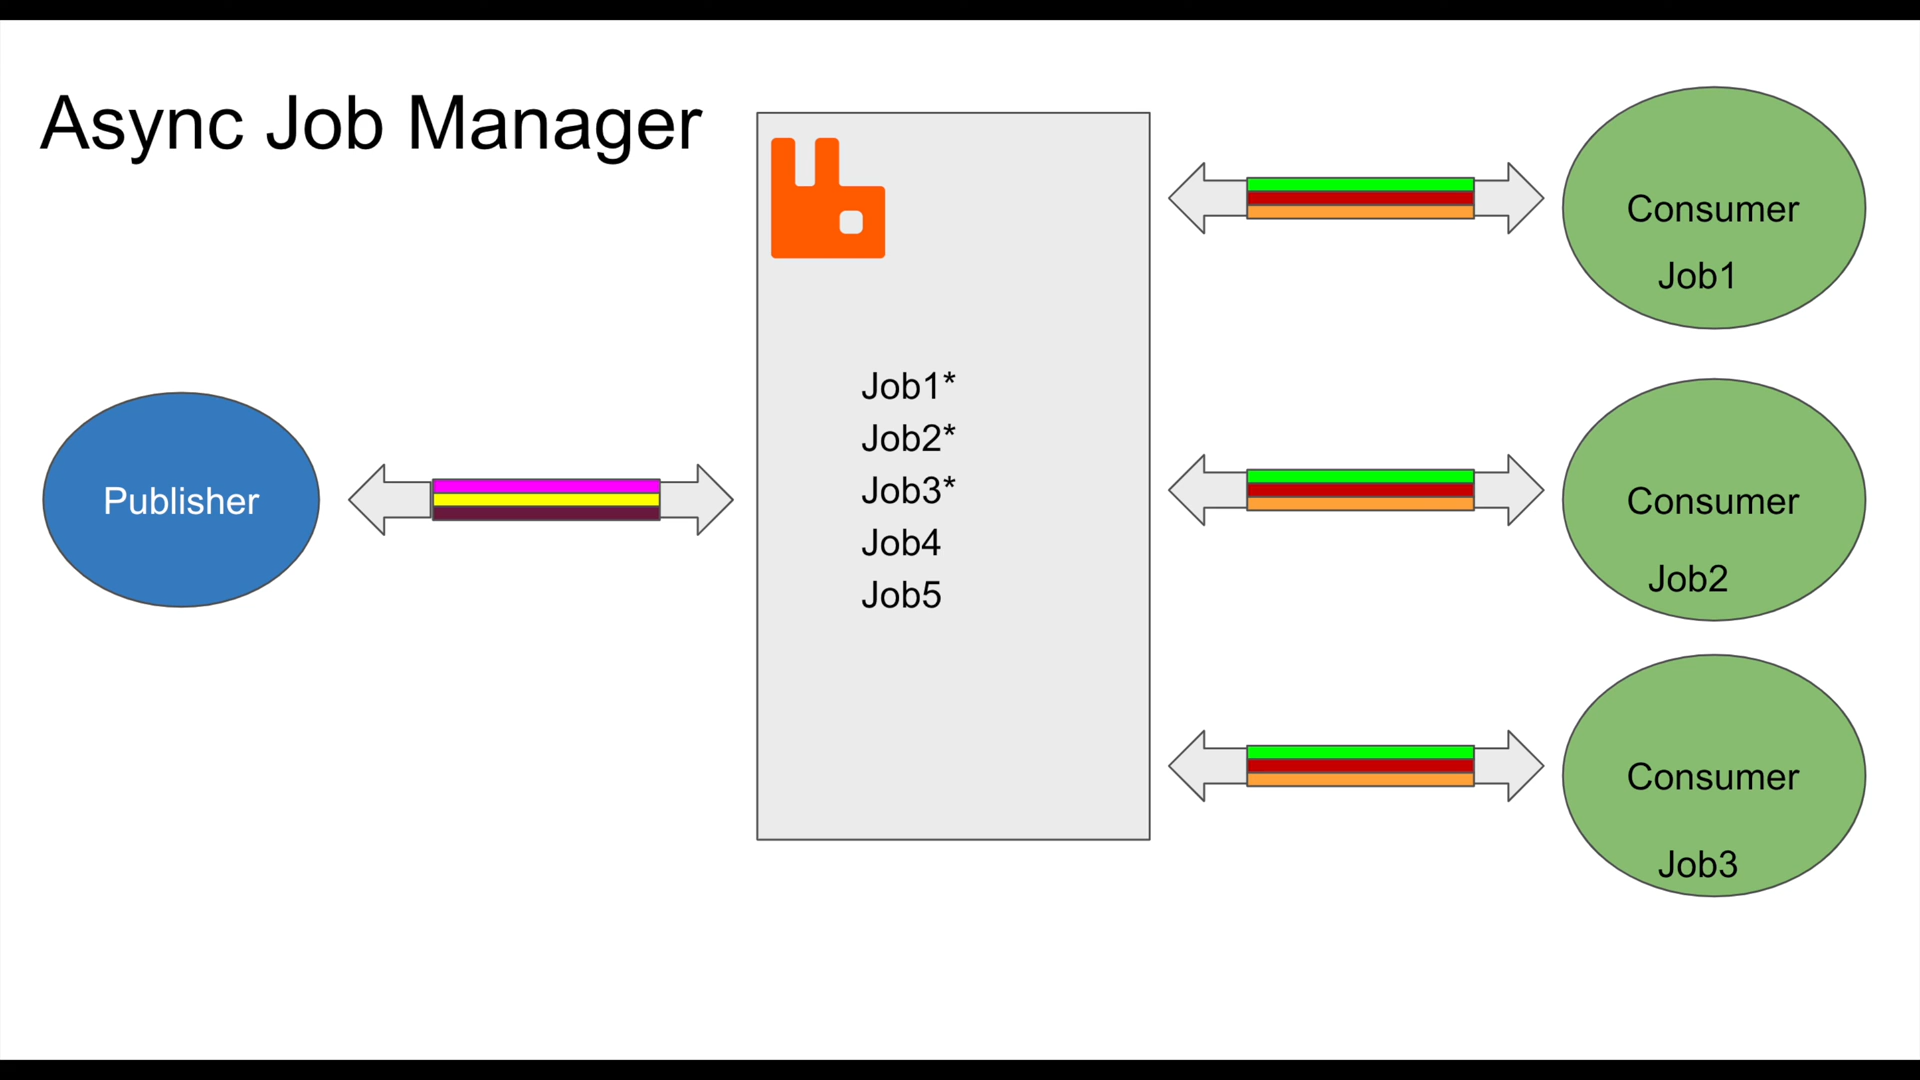 Async Job Manager
Publisher
Job1*
Job2*
Job3*
Job4
Job5
Consumer
Job1
Consumer
Job2
Consumer
Job3